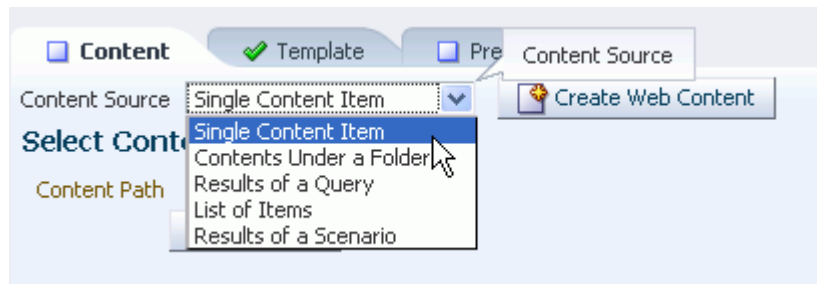 Content
Template
Pre
Content Source
Content Source
Single Content Item
Create Web Content
Select Conte
Single Content Item
Contents Under a Folder
Content Path
Results of a Query
List of Items
Results of a Scenario